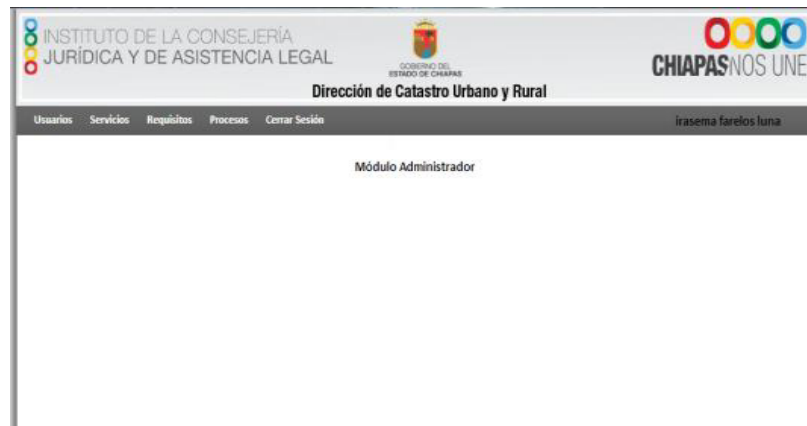 INSTITUTO DE LA CONSEJERÍA
JURÍDICA Y DE ASISTENCIA LEGAL
GOBIERNO DEL
ESTADO DE CHIAPAS
CHIAPASNOS UNE
Dirección de Catastro Urbano y Rural
Usuarios Servicios Requisitos Procesos Cerrar Sesión irasema farelos luna
Módulo Administrador